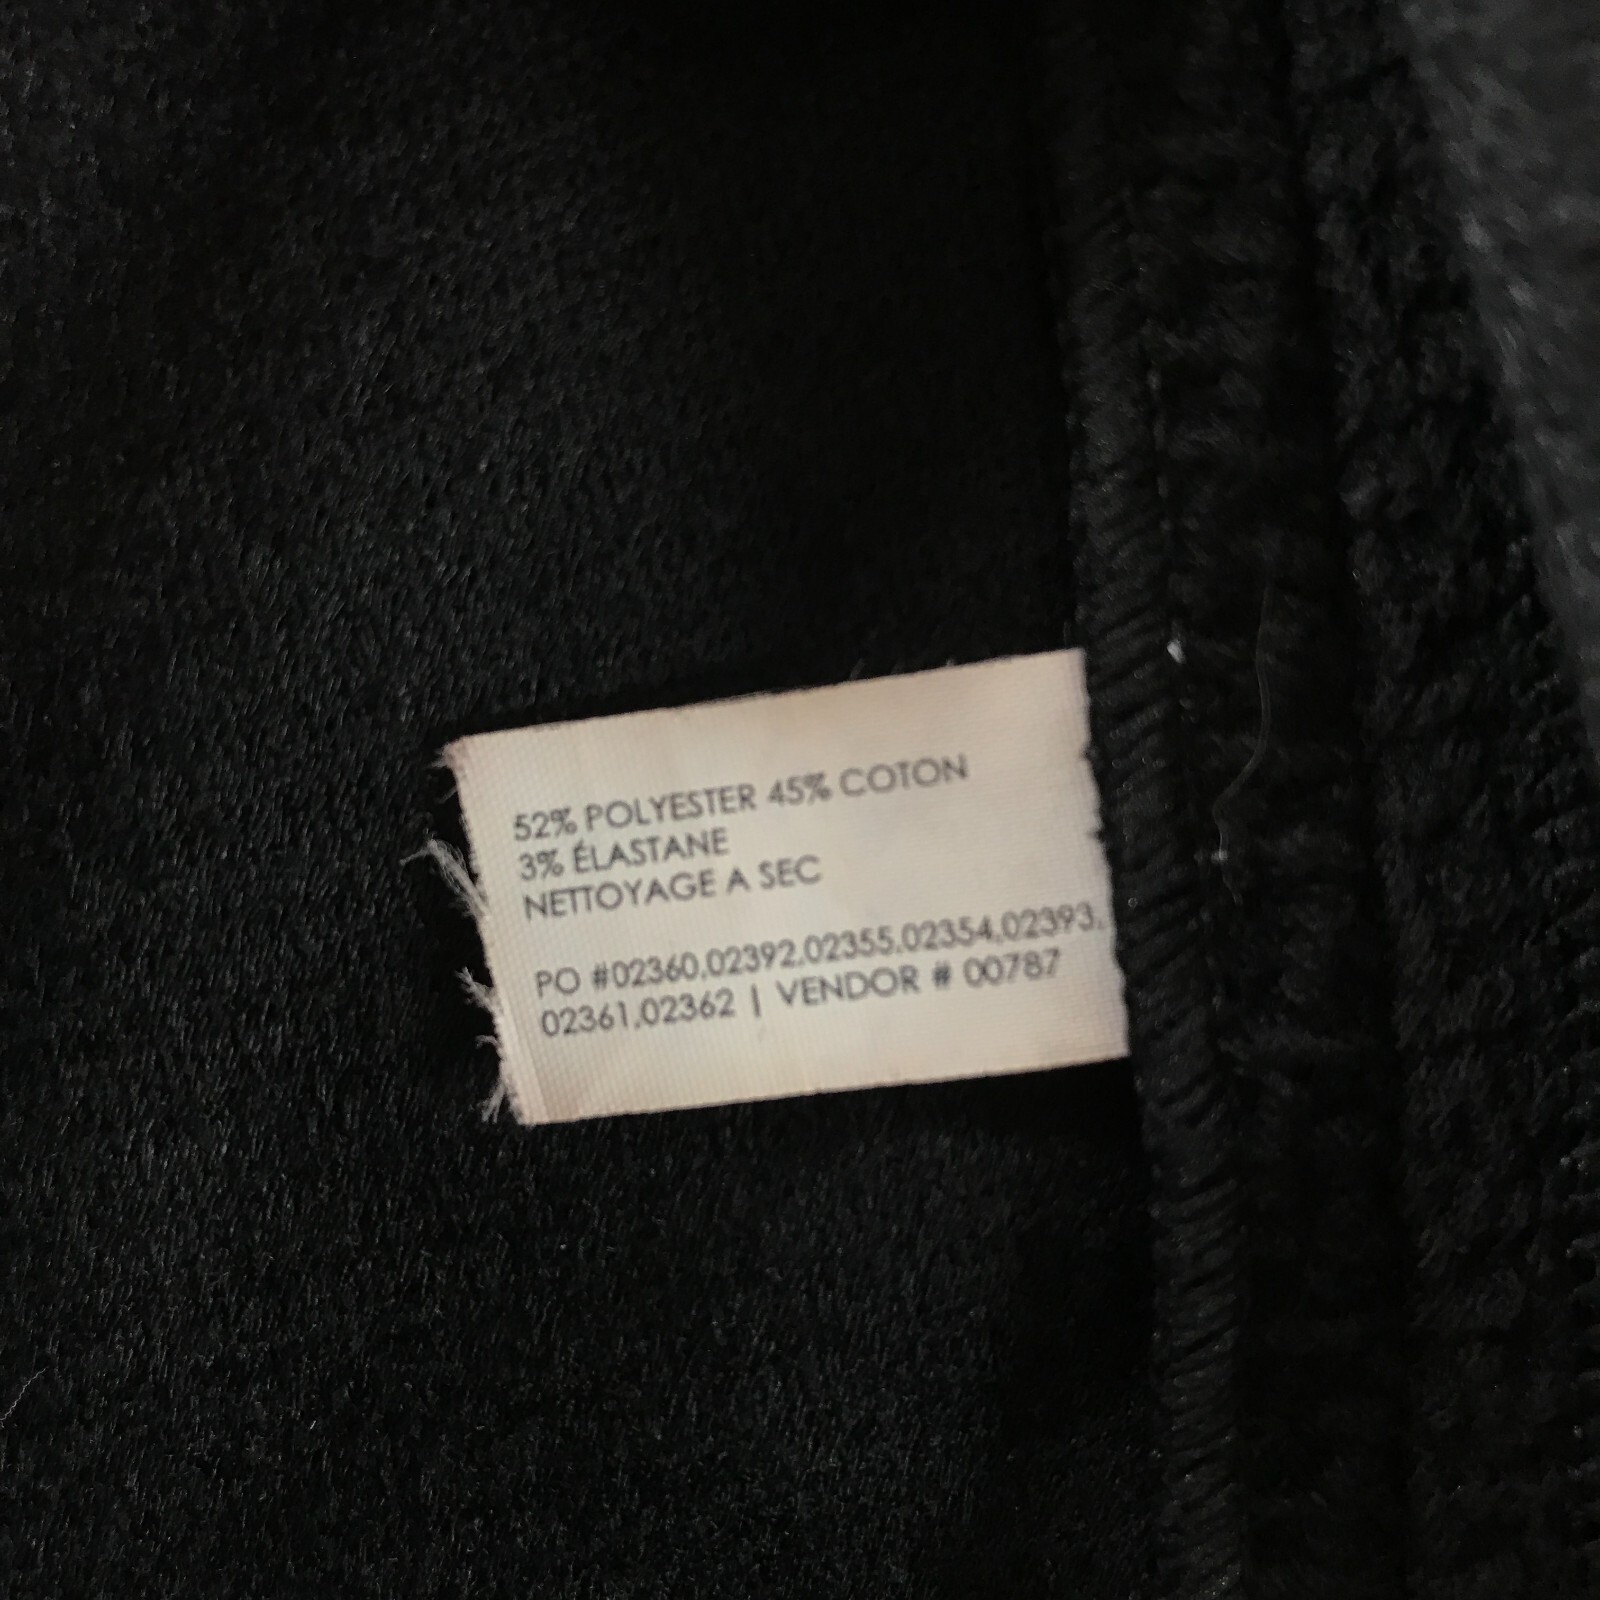 52% POLYESTER 45% COTON
3% ÉLASTANE
NETTOYAGE A SEC
PO #02360,02392,02355,02354,02393,
02361,02362 | VENDOR # 00787